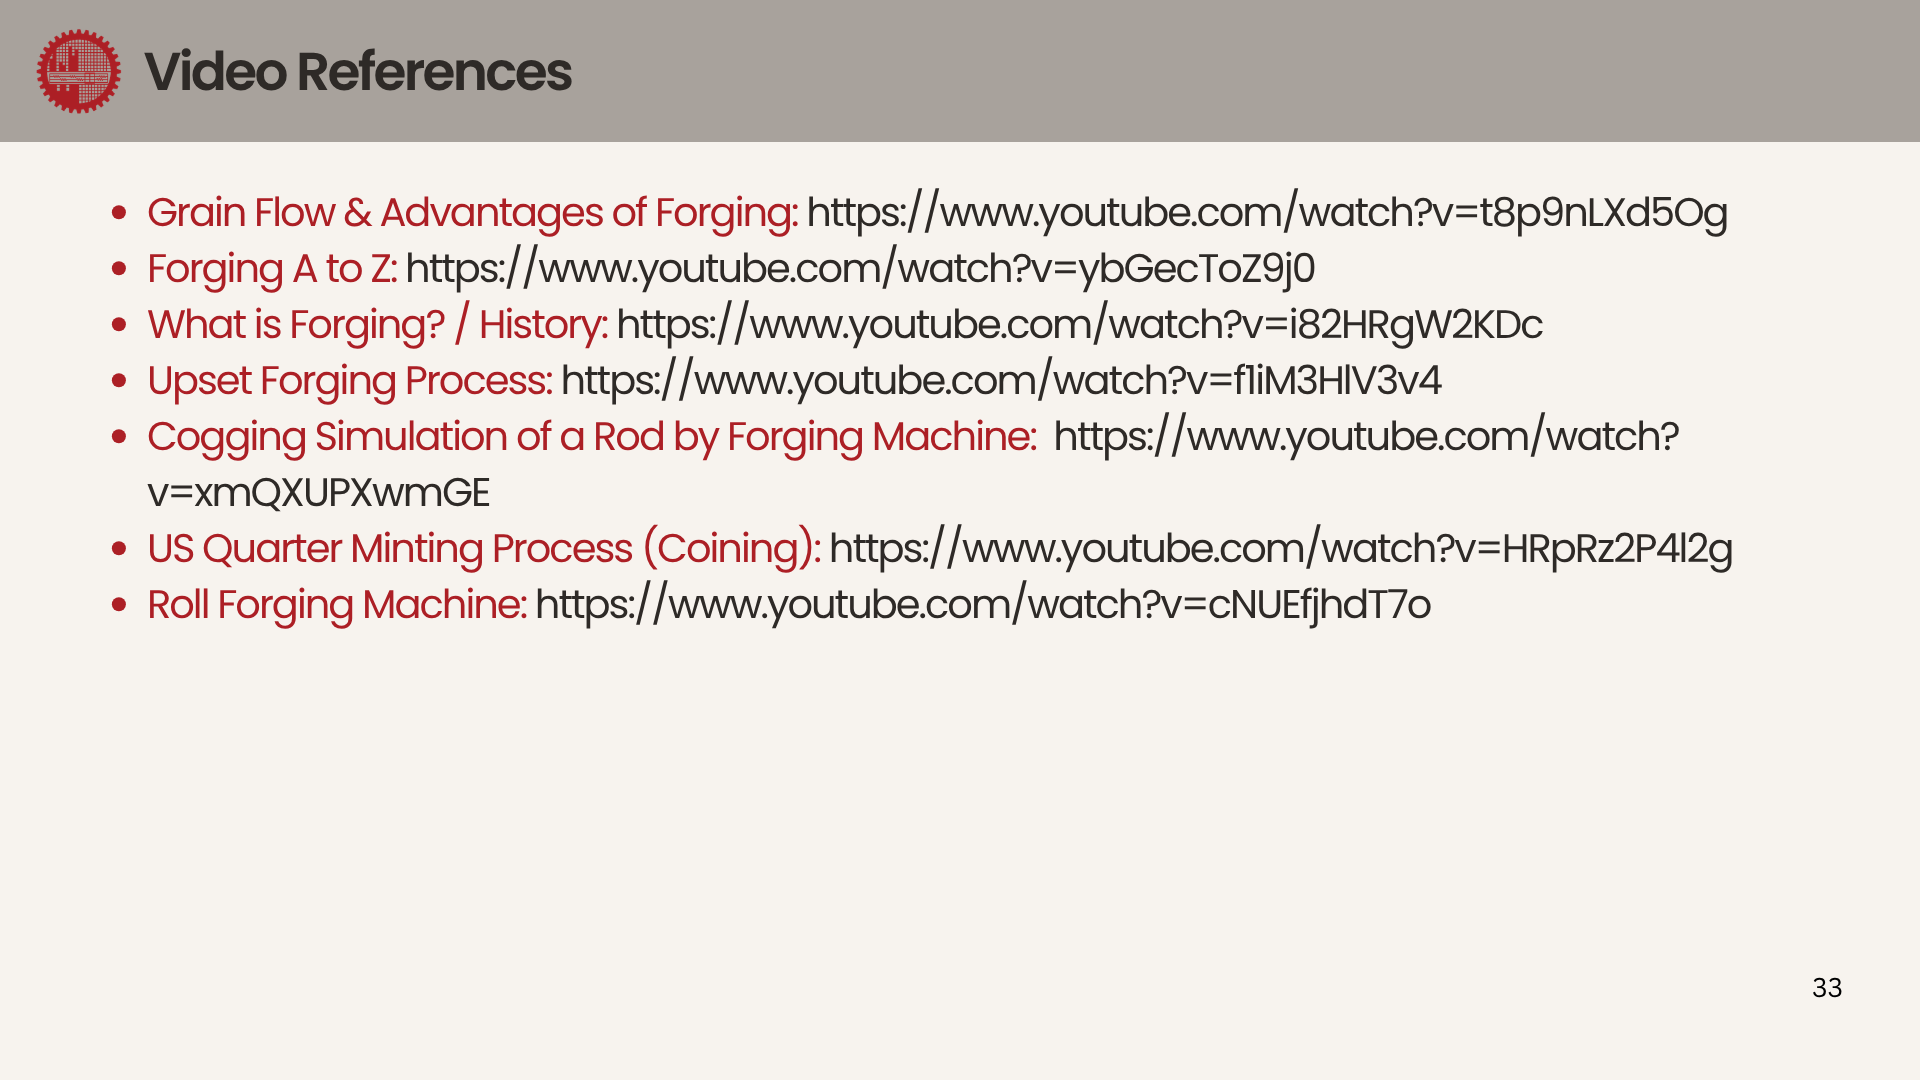 Video References
• Grain Flow & Advantages of Forging: https://www.youtube.com/watch?v=t8p9nLXd5Og
• Forging A to Z: https://www.youtube.com/watch?v=ybGecToZ9j0
• What is Forging? / History: https://www.youtube.com/watch?v=i82HRgW2KDc
• Upset Forging Process: https://www.youtube.com/watch?v=f1iM3HlV3v4
• Cogging Simulation of a Rod by Forging Machine:  https://www.youtube.com/watch?
v=xmQXUPXwmGE
• US Quarter Minting Process (Coining): https://www.youtube.com/watch?v=HRpRz2P4l2g
• Roll Forging Machine: https://www.youtube.com/watch?v=cNUEfjhdT7o
33